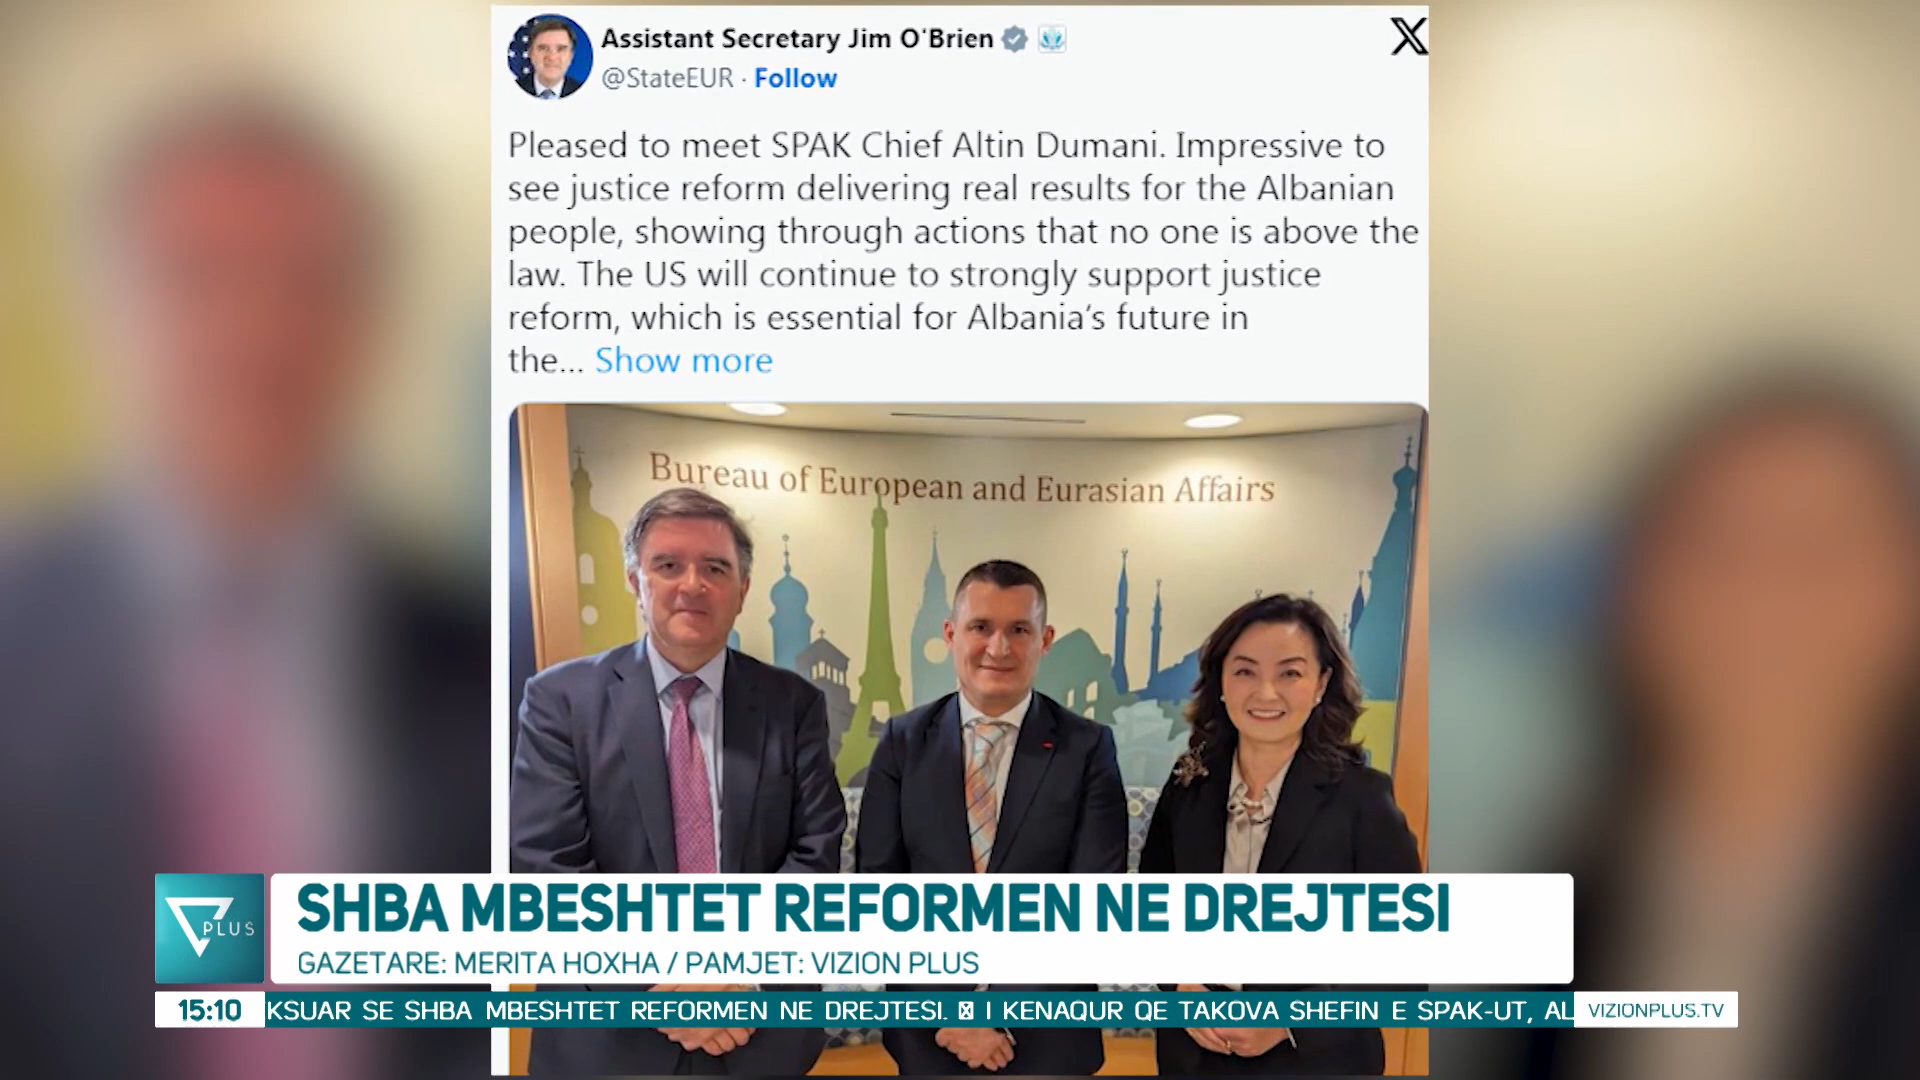 Assistant Secretary Jim O'Brien
@StateEUR · Follow
Pleased to meet SPAK Chief Altin Dumani. Impressive to
see justice reform delivering real results for the Albanian
people, showing through actions that no one is above the
law. The US will continue to strongly support justice
reform, which is essential for Albania's future in
the... Show more
Bureau of European and Eurasian Affairs
PLUS
SHBA MBESHTET REFORMEN NE DREJTESI
GAZETARE: MERITA HOXHA / PAMJET: VIZION PLUS
15:10 KSUAR SE SHBA MBESHTET REFORMEN NE DREJTESI. I KENAQUR QE TAKOVA SHEFIN E SPAK-UT, AL VIZIONPLUS.TV